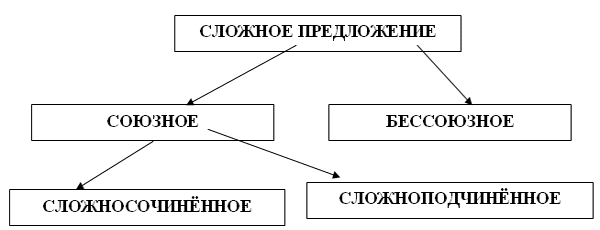 СЛОЖНОЕ ПРЕДЛОЖЕНИЕ
СОЮЗНОЕ
БЕССОЮЗНОЕ
СЛОЖНОСОЧИНЁННОЕ
СЛОЖНОПОДЧИНЁННОЕ